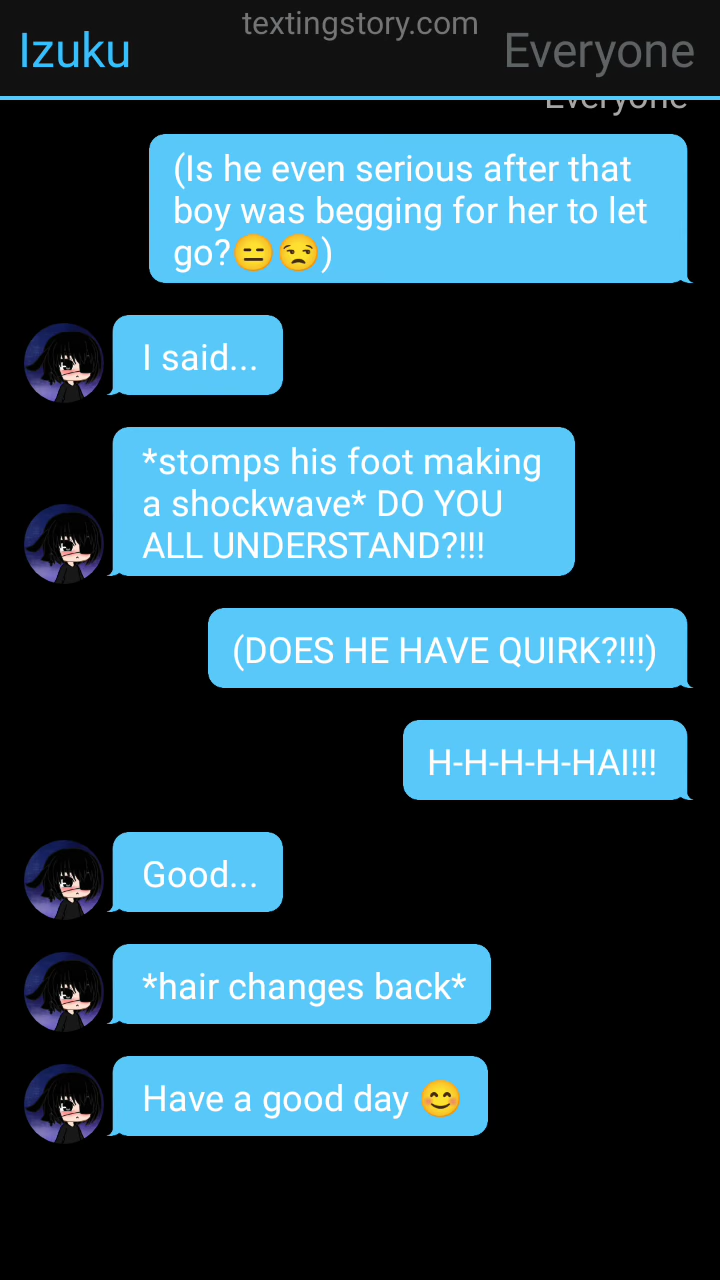 textingstory.com
Izuku
Everyone
Everyone
(Is he even serious after that
boy was begging for her to let
go?😑😒)
I said...
*stomps his foot making
a shockwave* DO YOU
ALL UNDERSTAND?!!!
(DOES HE HAVE QUIRK?!!!)
H-H-H-H-HAI!!!
Good...
*hair changes back*
Have a good day 😊